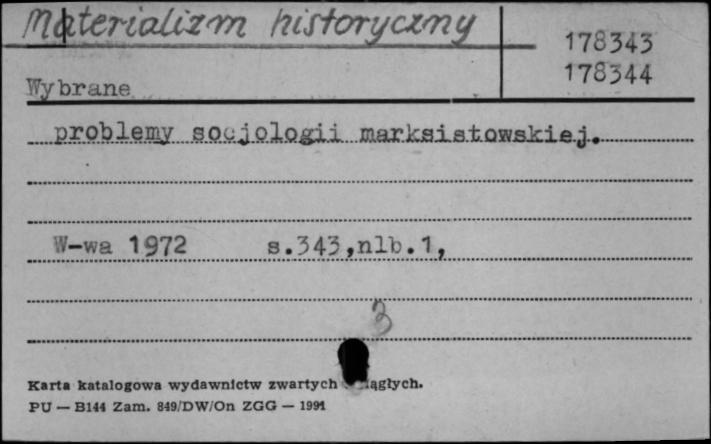 Materializm historyczny
178343
178344
Wybrane
problemy socjologii marksistowskiej.
W-wa 1972 s.343,nlb.1,
3
Karta katalogowa wydawnictw zwartych
PU — B144 Zam. 849/DW/On ZGG — 1991